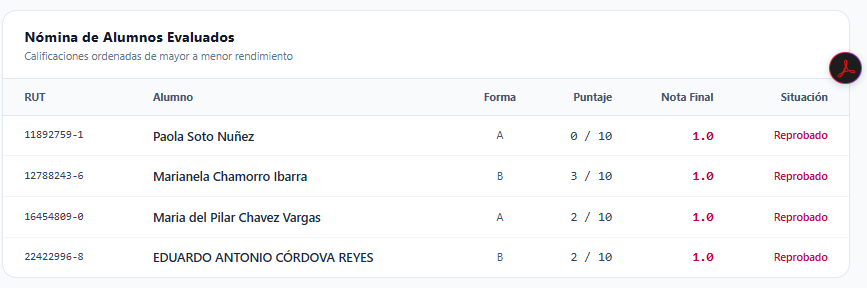 Nómina de Alumnos Evaluados
Calificaciones ordenadas de mayor a menor rendimiento
RUT Alumno Forma Puntaje Nota Final Situación
11892759-1 Paola Soto Nuñez A 0 / 10 1.0 Reprobado
12788243-6 Marianela Chamorro Ibarra B 3 / 10 1.0 Reprobado
16454809-0 Maria del Pilar Chavez Vargas A 2 / 10 1.0 Reprobado
22422996-8 EDUARDO ANTONIO CÓRDOVA REYES B 2 / 10 1.0 Reprobado